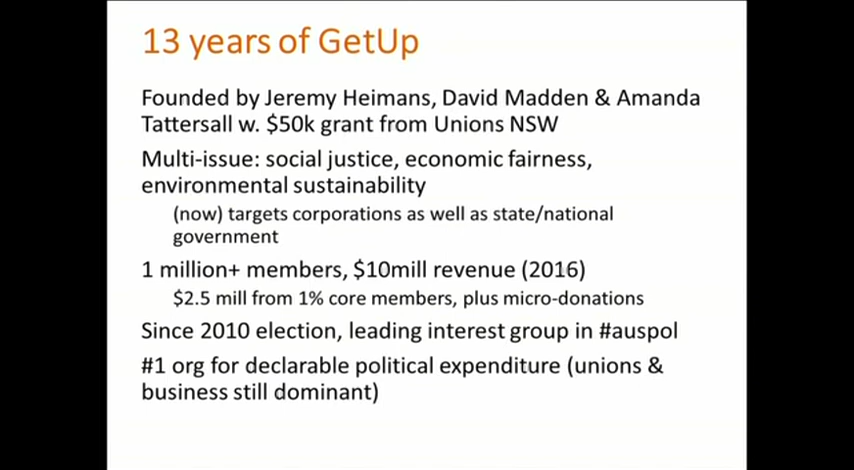 13 years of GetUp
Founded by Jeremy Heimans, David Madden & Amanda
Tattersall w. $50k grant from Unions NSW
Multi-issue: social justice, economic fairness,
environmental sustainability
(now) targets corporations as well as state/national
government
1 million+ members, $10mill revenue (2016)
$2.5 mill from 1% core members, plus micro-donations
Since 2010 election, leading interest group in #auspol
#1 org for declarable political expenditure (unions &
business still dominant)